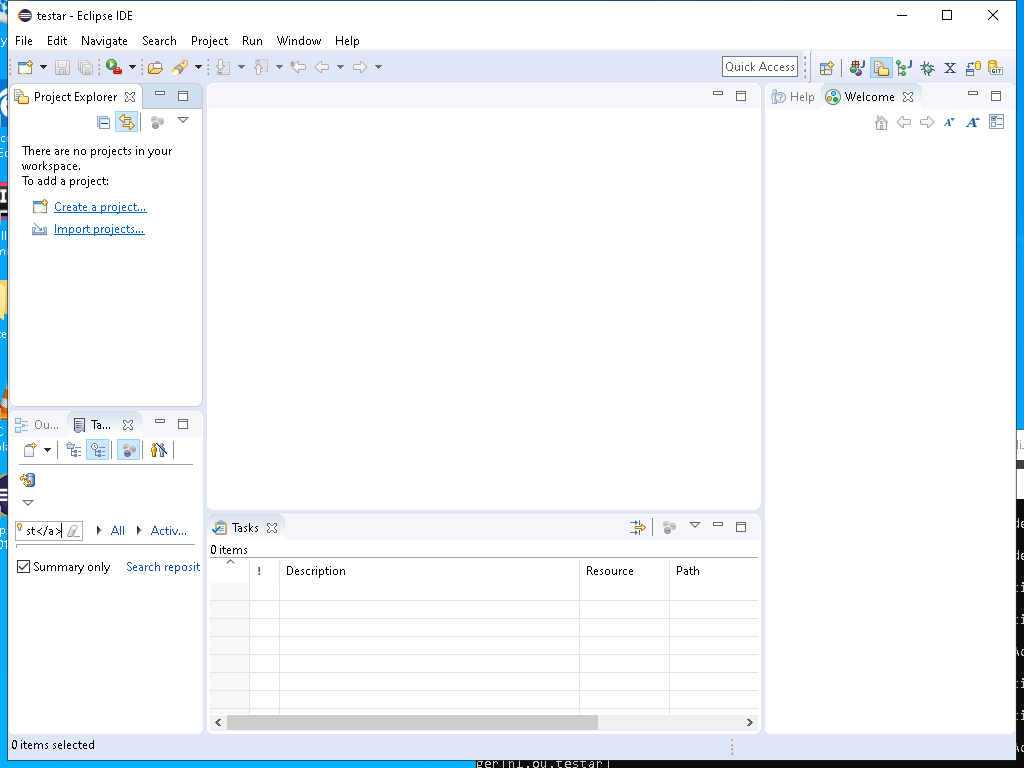 testar - Eclipse IDE
File Edit Navigate Search Project Run Window Help
Quick Access
Project Explorer
Help Welcome
There are no projects in your
workspace.
To add a project:
Create a project...
Import projects...
Ou... Ta...
st</a>
All Activ...
Summary only Search reposit
Tasks
0 items
! Description Resource Path
0 items selected
ger[nl.ou.testar]